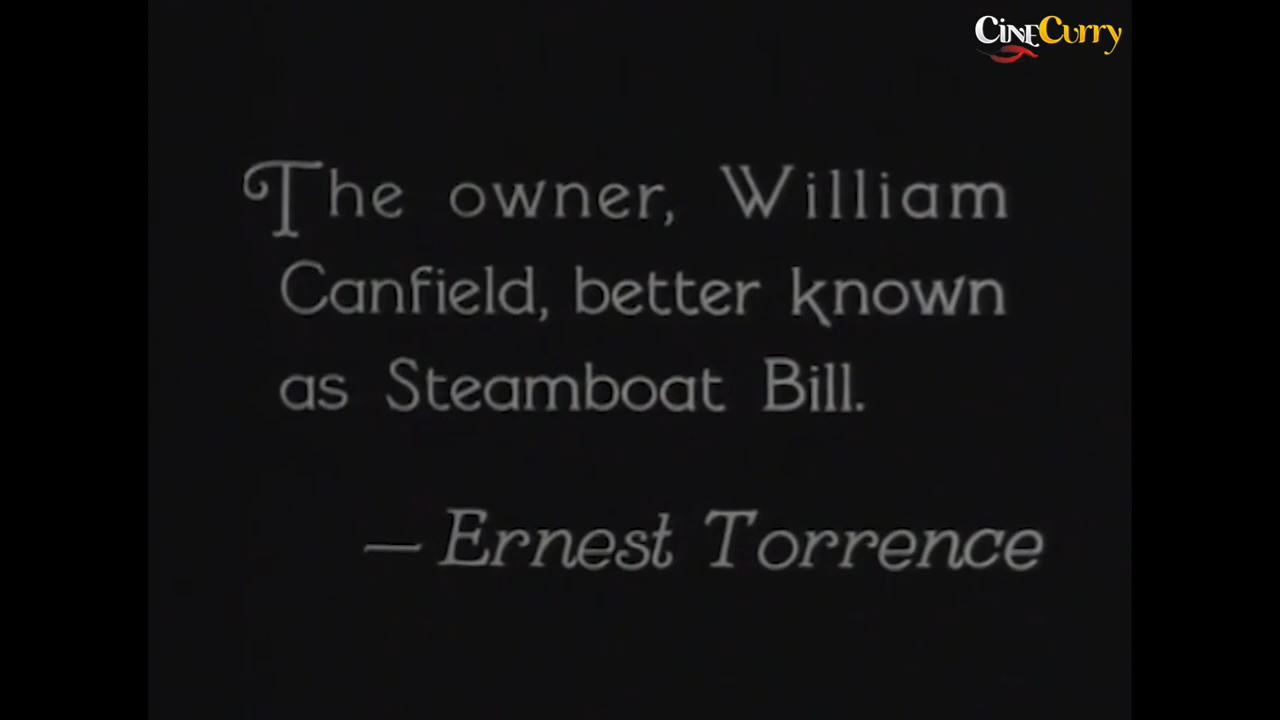 CineCurry
The owner, William
Canfield, better known
as Steamboat Bill.
— Ernest Torrence